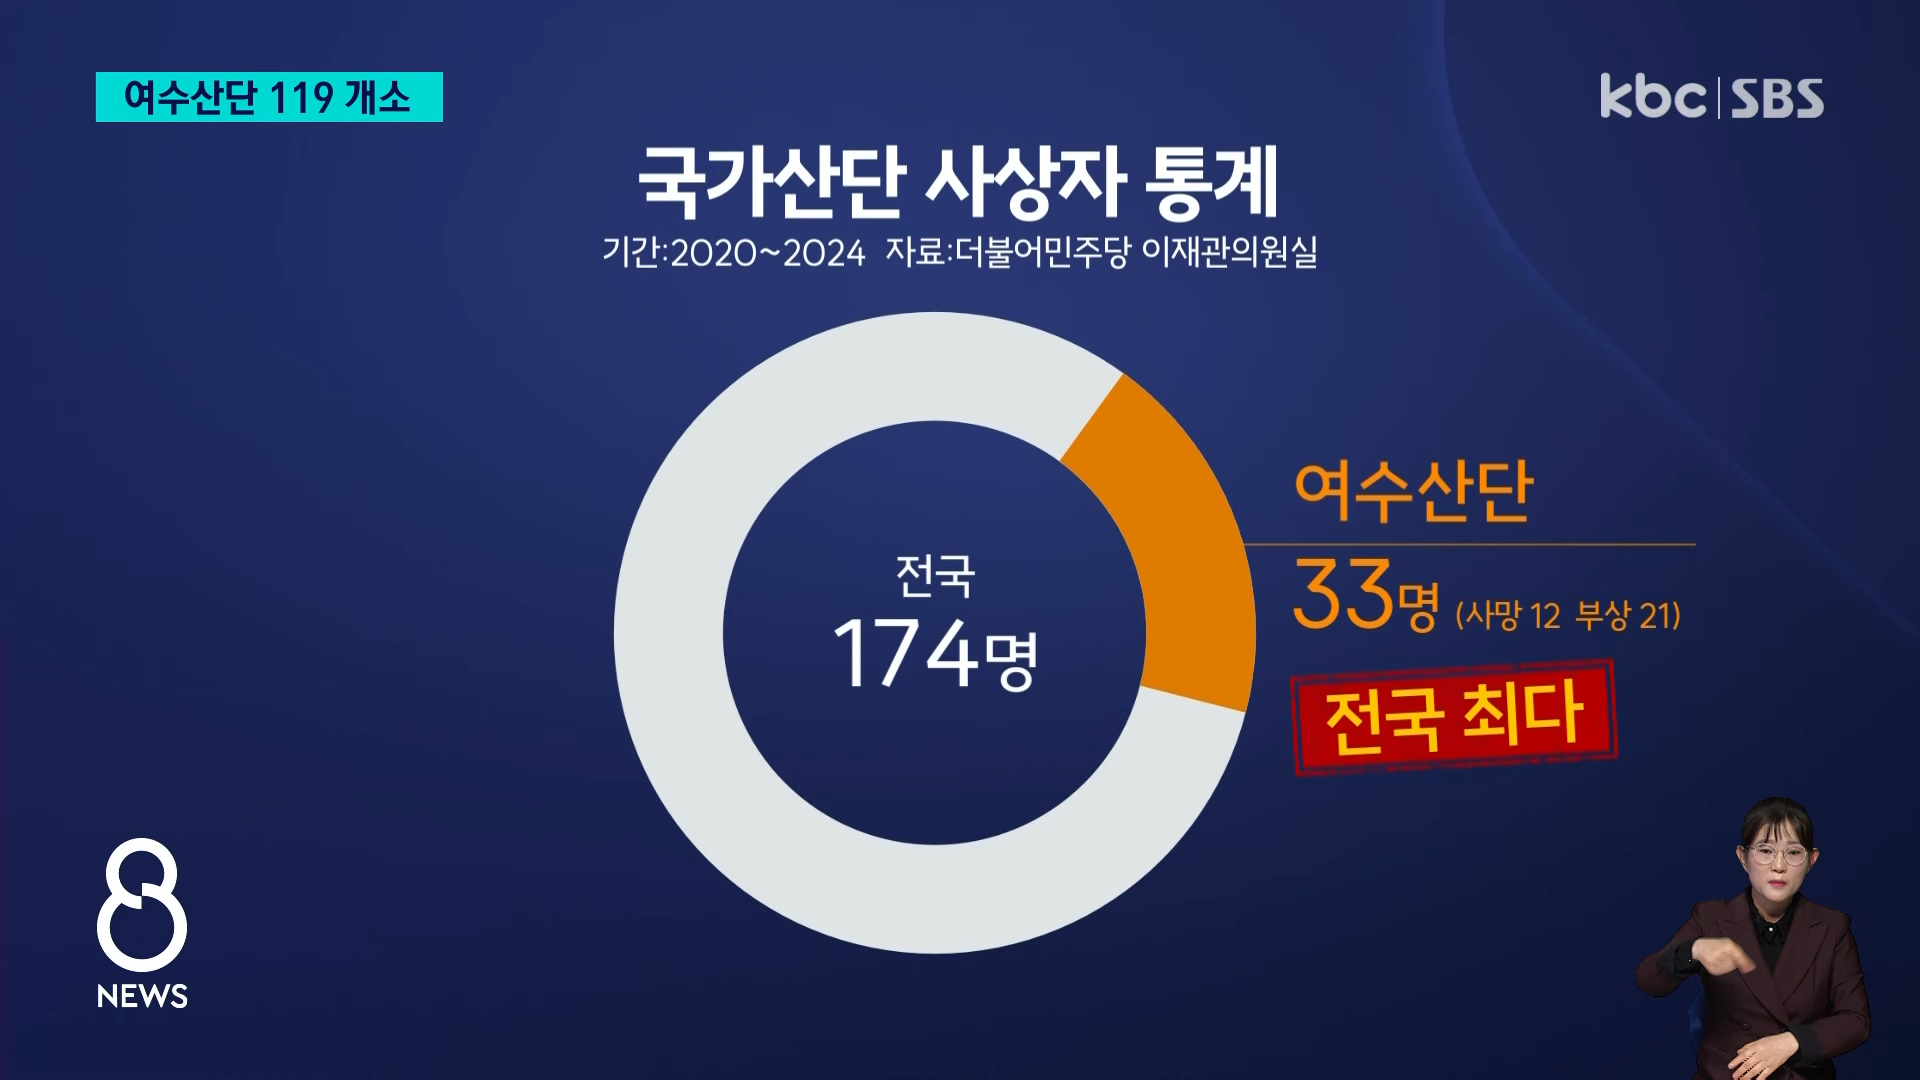 여수산단 119 개소
kbc | SBS
국가산단 사상자 통계
기간:2020~2024 자료:더불어민주당 이재관의원실
전국
174명
여수산단
33명 (사망 12 부상 21)
전국 최다
8
NEWS